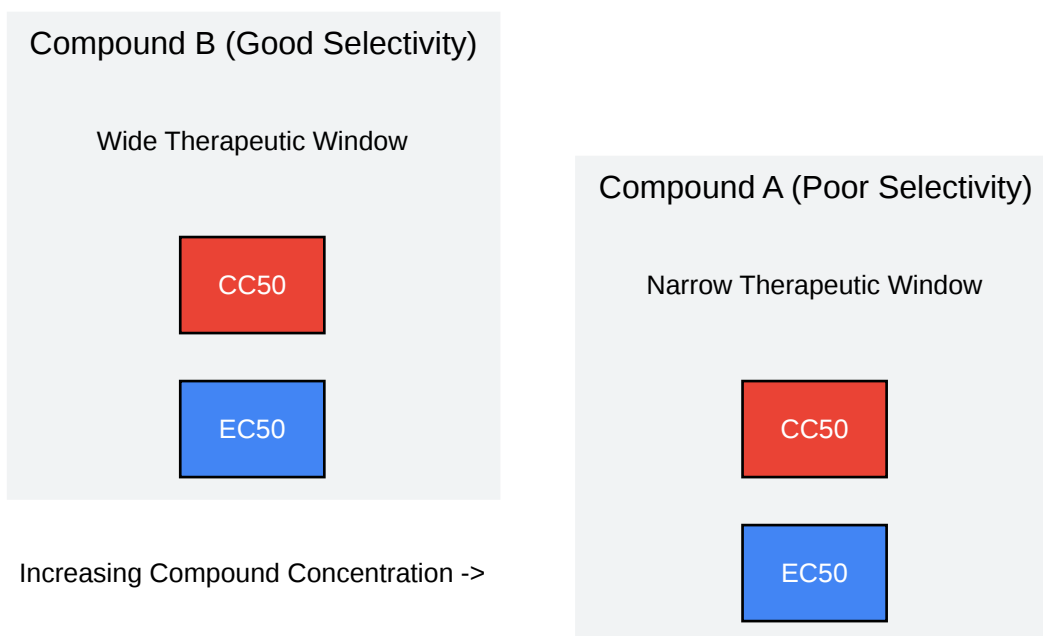 Compound B (Good Selectivity)
Wide Therapeutic Window
CC50
EC50
Increasing Compound Concentration ->
Compound A (Poor Selectivity)
Narrow Therapeutic Window
CC50
EC50